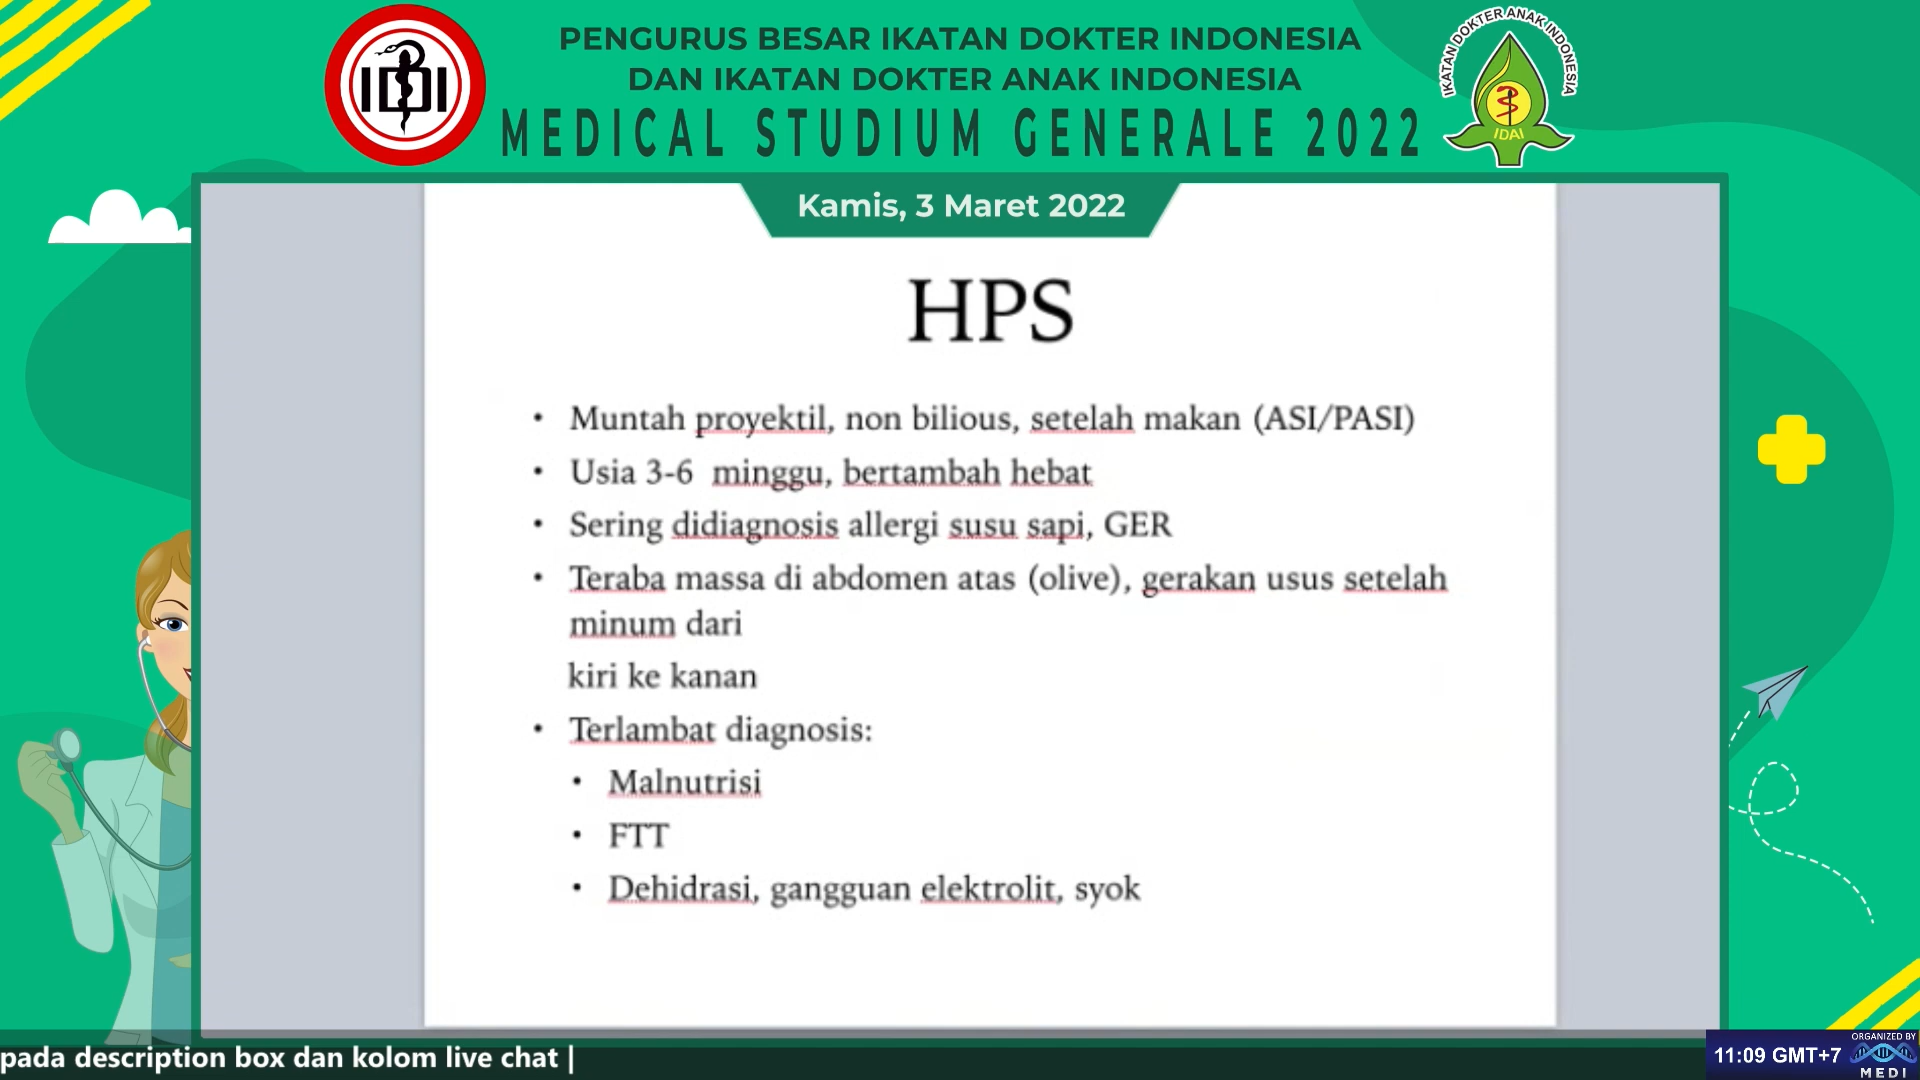 PENGURUS BESAR IKATAN DOKTER INDONESIA
DAN IKATAN DOKTER ANAK INDONESIA
MEDICAL STUDIUM GENERALE 2022
IDI
IKATAN DOKTER ANAK INDONESIA
IDAI
Kamis, 3 Maret 2022
HPS
• Muntah proyektil, non bilious, setelah makan (ASI/PASI)
• Usia 3-6 minggu, bertambah hebat
• Sering didiagnosis allergi susu sapi, GER
• Teraba massa di abdomen atas (olive), gerakan usus setelah
minum dari
kiri ke kanan
• Terlambat diagnosis:
• Malnutrisi
• FTT
• Dehidrasi, gangguan elektrolit, syok
pada description box dan kolom live chat |
11:09 GMT+7
ORGANIZED BY
MEDI